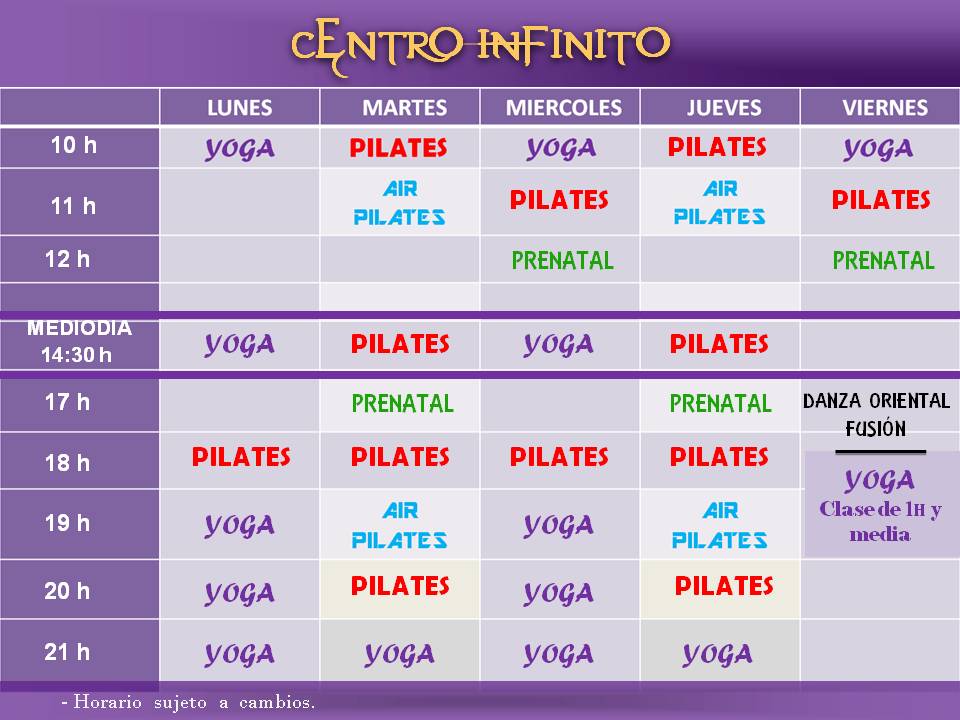 CENTRO INFINITO
LUNES MARTES MIERCOLES JUEVES VIERNES
10 h YOGA PILATES YOGA PILATES YOGA
11 h AIR PILATES PILATES AIR PILATES PILATES
12 h PRENATAL PRENATAL
MEDIODIA
14:30 h YOGA PILATES YOGA PILATES
17 h PRENATAL PRENATAL DANZA ORIENTAL
FUSIÓN
18 h PILATES PILATES PILATES PILATES YOGA
Clase de 1H y
media
19 h YOGA AIR PILATES YOGA AIR PILATES
20 h YOGA PILATES YOGA PILATES
21 h YOGA YOGA YOGA YOGA
- Horario sujeto a cambios.